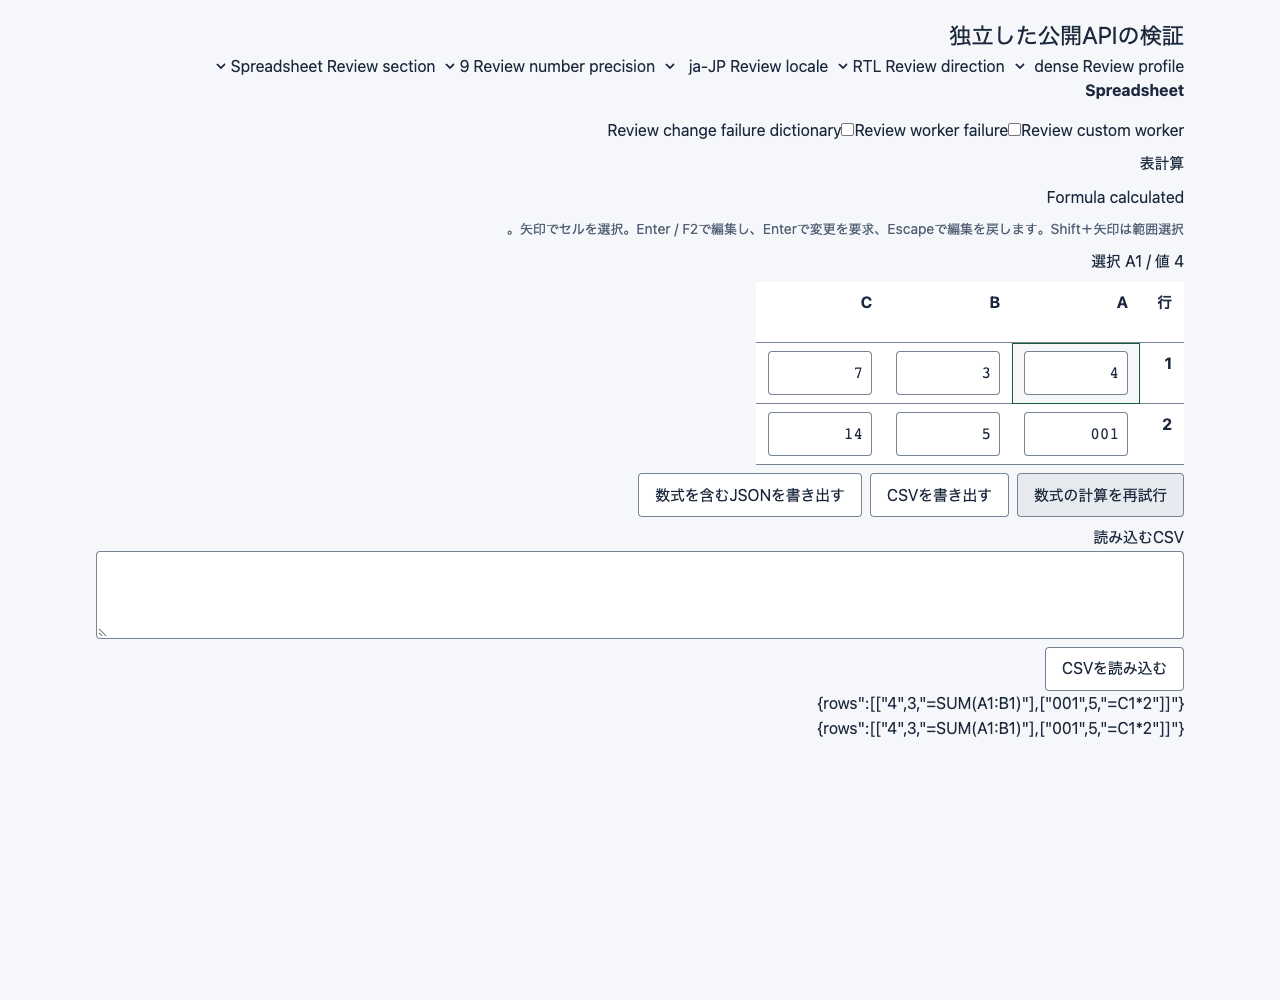 独立した公開APIの検証
dense Review profile RTL Review direction ja-JP Review locale 9 Review number precision Spreadsheet Review section
Spreadsheet
Review change failure dictionary Review worker failure Review custom worker
表計算
Formula calculated
。矢印でセルを選択。Enter / F2で編集し、Enterで変更を要求、Escapeで編集を戻します。Shift+矢印は範囲選択
選択 A1 / 値 4
行 A B C
1 4 3 7
2 001 5 14
数式の計算を再試行 CSVを書き出す 数式を含むJSONを書き出す
読み込むCSV
CSVを読み込む
{rows":[["4",3,"=SUM(A1:B1)"],["001",5,"=C1*2"]]"}
{rows":[["4",3,"=SUM(A1:B1)"],["001",5,"=C1*2"]]"}